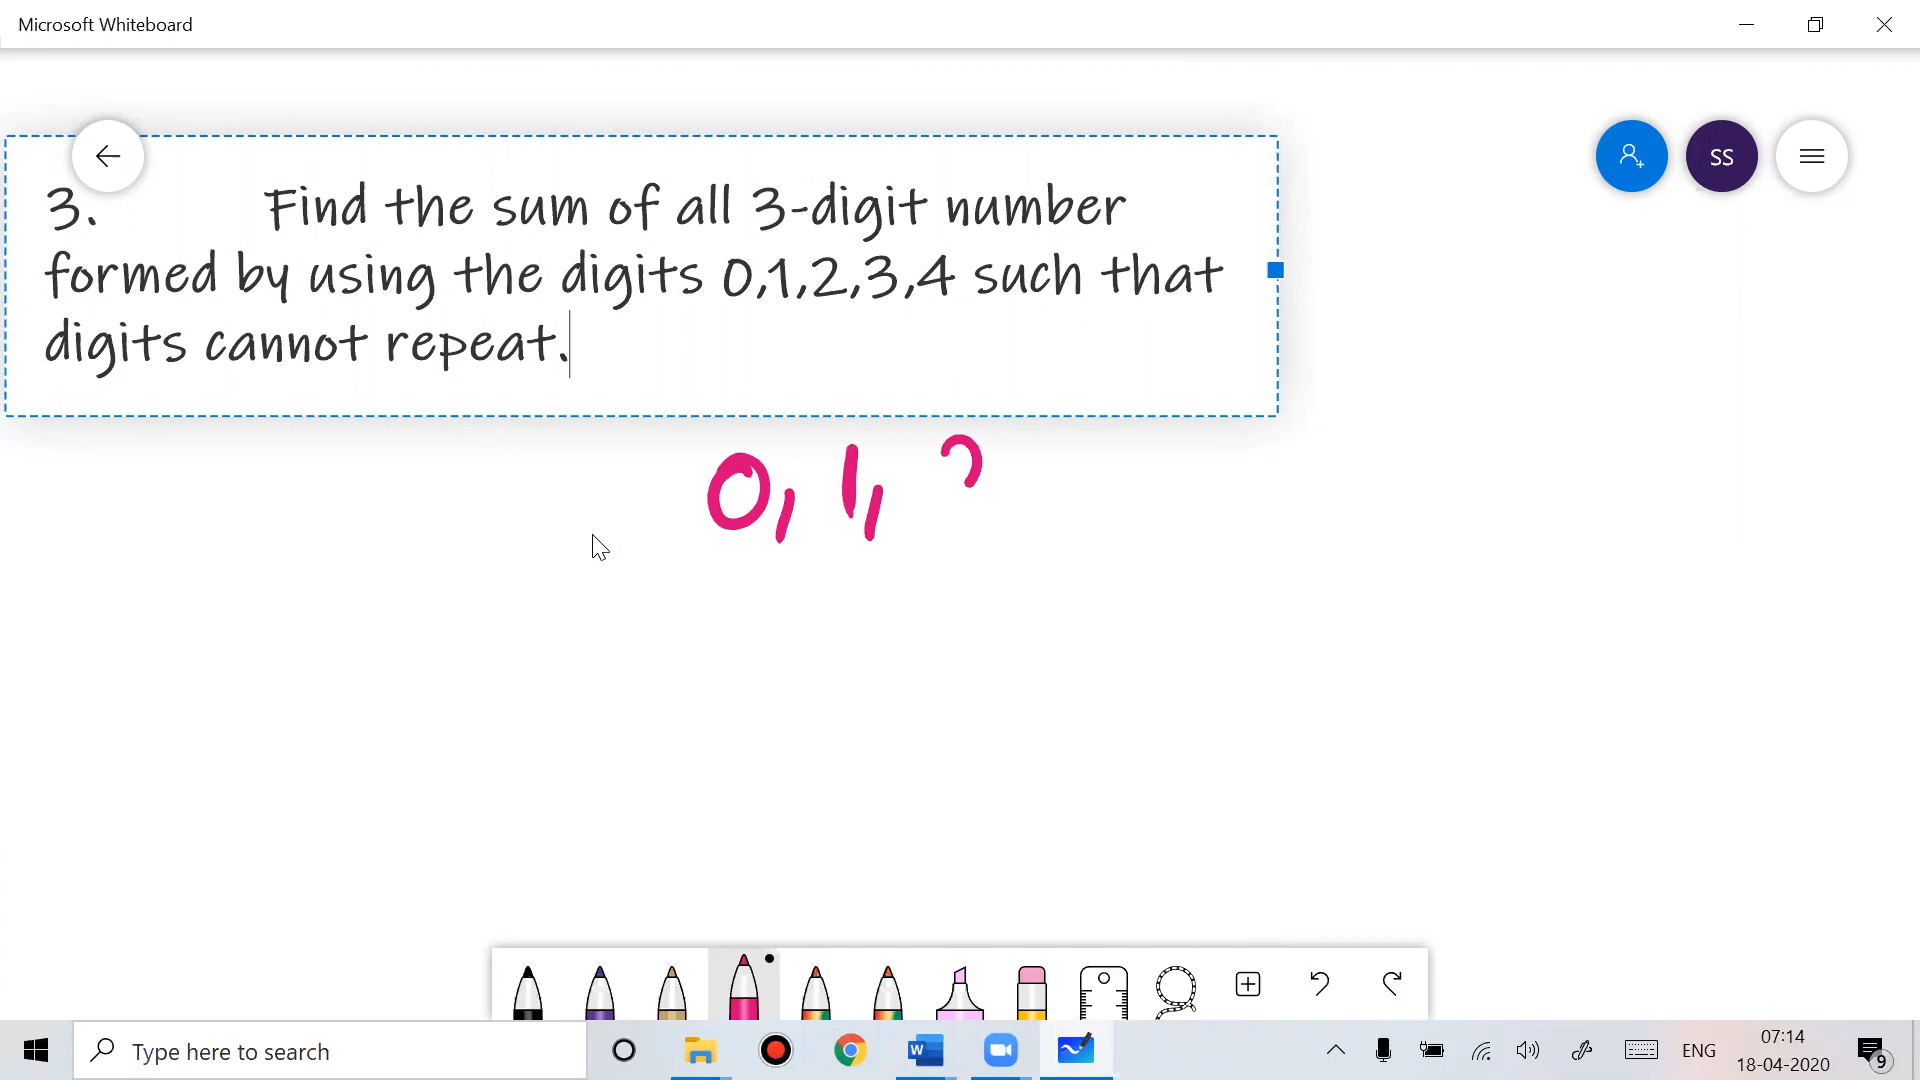 Microsoft Whiteboard
SS
3. Find the sum of all 3-digit number
formed by using the digits 0,1,2,3,4 such that
digits cannot repeat.
0, 1,
Type here to search
ENG
07:14
18-04-2020
9